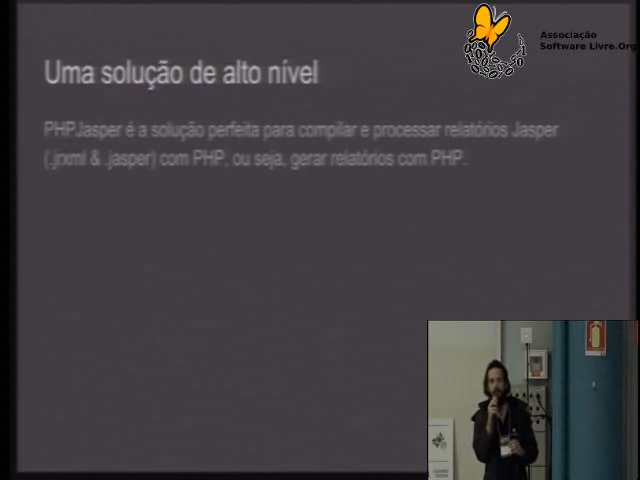 Associação
Software Livre.Org
Uma solução de alto nível
PHPJasper é a solução perfeita para compilar e processar relatórios Jasper
(.jrxml & .jasper) com PHP, ou seja, gerar relatórios com PHP.